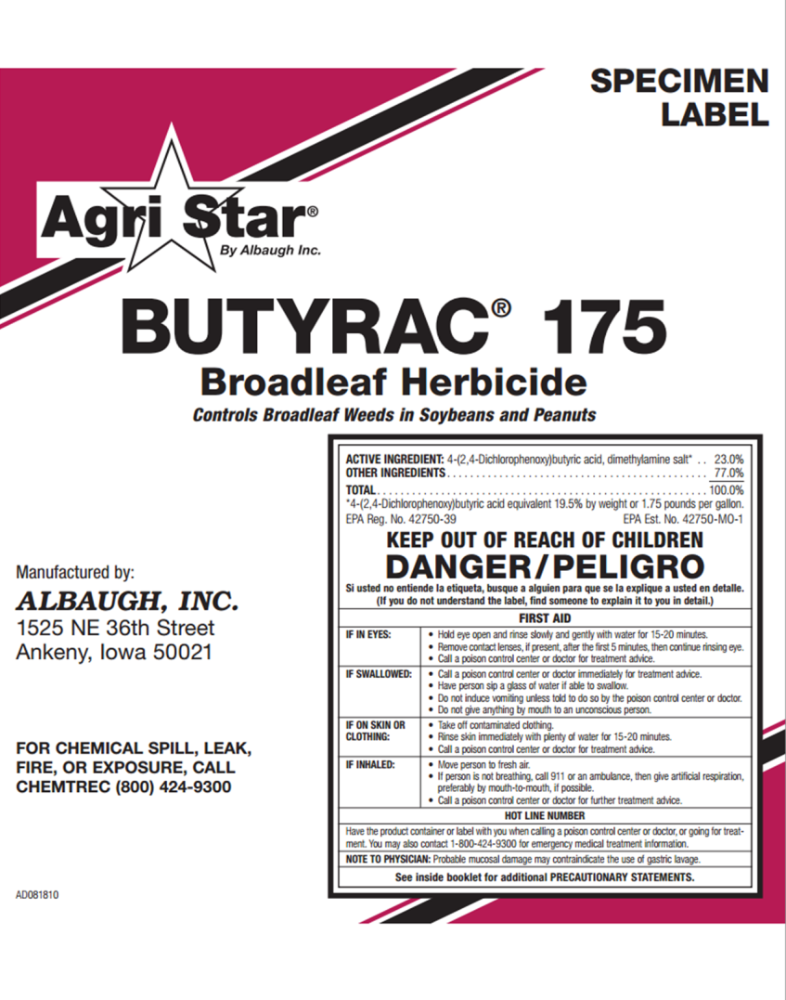 SPECIMEN
LABEL
Agri Star®
By Albaugh Inc.
BUTYRAC® 175
Broadleaf Herbicide
Controls Broadleaf Weeds in Soybeans and Peanuts
ACTIVE INGREDIENT: 4-(2,4-Dichlorophenoxy)butyric acid, dimethylamine salt* . . 23.0%
OTHER INGREDIENTS . . . . . . . . . . . . . . . . . . . . . . . . . . . . . . . . . . . . . . . . . . 77.0%
TOTAL . . . . . . . . . . . . . . . . . . . . . . . . . . . . . . . . . . . . . . . . . . . . . . . . . . . . 100.0%
*4-(2,4-Dichlorophenoxy)butyric acid equivalent 19.5% by weight or 1.75 pounds per gallon.
EPA Reg. No. 42750-39 EPA Est. No. 42750-MO-1
KEEP OUT OF REACH OF CHILDREN
DANGER/PELIGRO
Si usted no entiende la etiqueta, busque a alguien para que se la explique a usted en detalle.
(If you do not understand the label, find someone to explain it to you in detail.)
FIRST AID
IF IN EYES:
• Hold eye open and rinse slowly and gently with water for 15-20 minutes.
• Remove contact lenses, if present, after the first 5 minutes, then continue rinsing eye.
• Call a poison control center or doctor for treatment advice.
IF SWALLOWED:
• Call a poison control center or doctor immediately for treatment advice.
• Have person sip a glass of water if able to swallow.
• Do not induce vomiting unless told to do so by the poison control center or doctor.
• Do not give anything by mouth to an unconscious person.
IF ON SKIN OR
CLOTHING:
• Take off contaminated clothing.
• Rinse skin immediately with plenty of water for 15-20 minutes.
• Call a poison control center or doctor for treatment advice.
IF INHALED:
• Move person to fresh air.
• If person is not breathing, call 911 or an ambulance, then give artificial respiration,
preferably by mouth-to-mouth, if possible.
• Call a poison control center or doctor for further treatment advice.
HOT LINE NUMBER
Have the product container or label with you when calling a poison control center or doctor, or going for treat-
ment. You may also contact 1-800-424-9300 for emergency medical treatment information.
NOTE TO PHYSICIAN: Probable mucosal damage may contraindicate the use of gastric lavage.
See inside booklet for additional PRECAUTIONARY STATEMENTS.
Manufactured by:
ALBAUGH, INC.
1525 NE 36th Street
Ankeny, Iowa 50021
FOR CHEMICAL SPILL, LEAK,
FIRE, OR EXPOSURE, CALL
CHEMTREC (800) 424-9300
AD081810